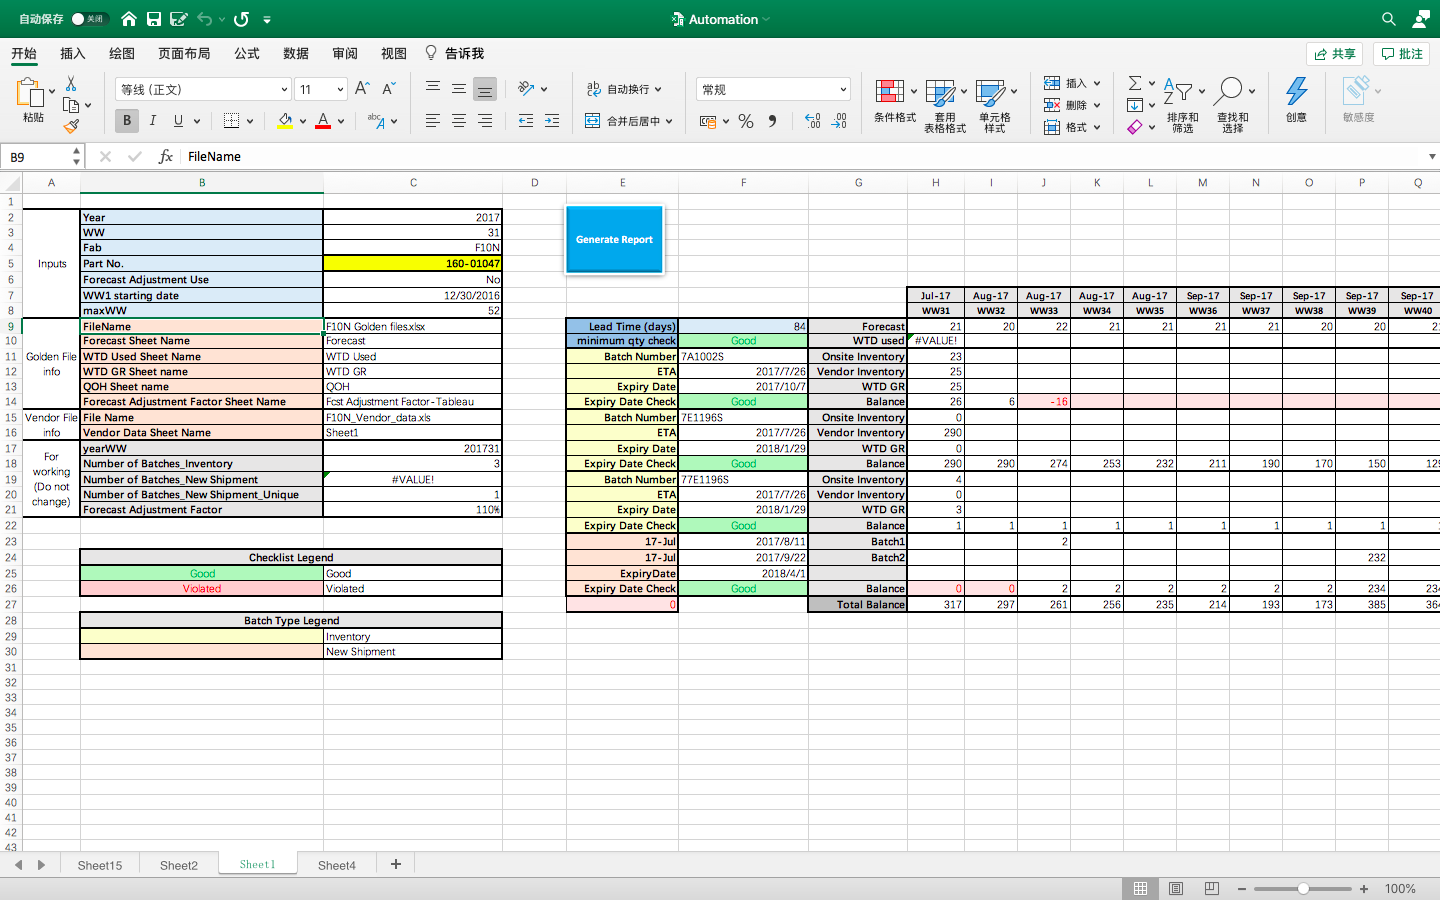 自动保存 关闭 Automation
开始 插入 绘图 页面布局 公式 数据 审阅 视图 告诉我 共享 批注
粘贴 等线 (正文) 11 自动换行 常规 条件格式 套用 表格格式 单元格 样式 插入 排序和 筛选 查找和 选择 创意 敏感度
B I U A 合并后居中 % 删除
格式
B9 fx FileName
A B C D E F G H I J K L M N O P Q
1
2 Year 2017 Generate Report
3 WW 31
4 Fab F10N
5 Inputs Part No. 160-01047
6 Forecast Adjustment Use No
7 WW1 starting date 12/30/2016 Jul-17 Aug-17 Aug-17 Aug-17 Aug-17 Sep-17 Sep-17 Sep-17 Sep-17 Sep-17
8 maxWW 52 WW31 WW32 WW33 WW34 WW35 WW36 WW37 WW38 WW39 WW40
9 FileName F10N Golden files.xlsx Lead Time (days) 84 Forecast 21 20 22 21 21 21 21 20 20 2
10 Forecast Sheet Name Forecast minimum qty check Good WTD used #VALUE!
11 Golden File info WTD Used Sheet Name WTD Used Batch Number 7A1002S Onsite Inventory 23
12 WTD GR Sheet name WTD GR ETA 2017/7/26 Vendor Inventory 25
13 QOH Sheet name QOH Expiry Date 2017/10/7 WTD GR 25
14 Forecast Adjustment Factor Sheet Name Fcst Adjustment Factor-Tableau Expiry Date Check Good Balance 26 6 -16
15 Vendor File info File Name F10N_Vendor_data.xls Batch Number 7E1196S Onsite Inventory 0
16 Vendor Data Sheet Name Sheet1 ETA 2017/7/26 Vendor Inventory 290
17 For working (Do not change) yearWW 201731 Expiry Date 2018/1/29 WTD GR 0
18 Number of Batches_Inventory 3 Expiry Date Check Good Balance 290 290 274 253 232 211 190 170 150 12
19 Number of Batches_New Shipment #VALUE! Batch Number 77E1196S Onsite Inventory 4
20 Number of Batches_New Shipment_Unique 1 ETA 2017/7/26 Vendor Inventory 0
21 Forecast Adjustment Factor 110% Expiry Date 2018/1/29 WTD GR 3
22 Expiry Date Check Good Balance 1 1 1 1 1 1 1 1 1
23 17-Jul 2017/8/11 Batch1 2
24 Checklist Legend 17-Jul 2017/9/22 Batch2 232
25 Good Good ExpiryDate 2018/4/1
26 Violated Violated Expiry Date Check Good Balance 0 0 2 2 2 2 2 2 234 23
27 0 Total Balance 317 297 261 256 235 214 193 173 385 36
28 Batch Type Legend
29 Inventory
30 New Shipment
31
32
33
34
35
36
37
38
39
40
41
42
43
Sheet15 Sheet2 Sheet1 Sheet4 +
100%